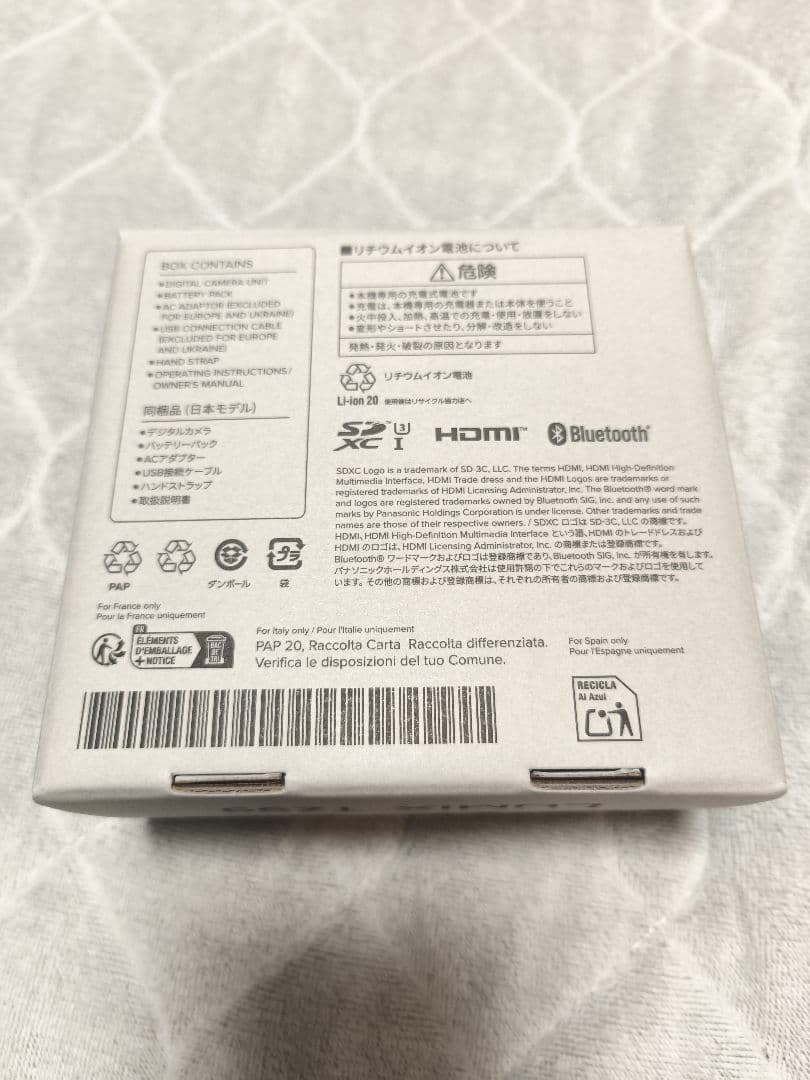 BOX CONTAINS
●DIGITAL CAMERA UNIT
●BATTERY PACK
●AC ADAPTOR (EXCLUDED
FOR EUROPE AND UKRAINE)
●USB CONNECTION CABLE
(EXCLUDED FOR EUROPE
AND UKRAINE)
●HAND STRAP
●OPERATING INSTRUCTIONS/
OWNER'S MANUAL
同梱品 (日本モデル)
●デジタルカメラ
●バッテリーパック
●ACアダプター
●USB接続ケーブル
●ハンドストラップ
●取扱説明書
■リチウムイオン電池について
危険
●本機専用の充電式電池です
●充電は、本機専用の充電器または本体を使うこと
●火中投入、加熱、高温での充電・使用・放置をしない
●変形やショートさせたり、分解・改造をしない
発熱・発火・破裂の原因となります
リチウムイオン電池
Li-ion 20 使用後はリサイクル協力店へ
SD XC I U3
HDMI™
Bluetooth®
SDXC Logo is a trademark of SD-3C, LLC. The terms HDMI, HDMI High-Definition
Multimedia Interface, HDMI Trade dress and the HDMI Logos are trademarks or
registered trademarks of HDMI Licensing Administrator, Inc. The Bluetooth® word mark
and logos are registered trademarks owned by Bluetooth SIG, Inc. and any use of such
marks by Panasonic Holdings Corporation is under license. Other trademarks and trade
names are those of their respective owners. / SDXC ロゴは SD-3C, LLC の商標です。
HDMI、HDMI High-Definition Multimedia Interface という語、HDMI のトレードドレスおよび
HDMI のロゴは、HDMI Licensing Administrator, Inc. の商標または登録商標です。
Bluetooth® ワードマークおよびロゴは登録商標であり、Bluetooth SIG, Inc. が所有権を有します。
パナソニックホールディングス株式会社は使用許諾の下でこれらのマークおよびロゴを使用して
います。その他の商標および登録商標は、それぞれの所有者の商標および登録商標です。
PAP
ダンボール
プラ
袋
For France only
Pour la France uniquement
FR
ÉLÉMENTS
D'EMBALLAGE
+ NOTICE
BAC
DE
TRI
For Italy only / Pour l'Italie uniquement
PAP 20, Raccolta Carta Raccolta differenziata.
Verifica le disposizioni del tuo Comune.
For Spain only
Pour l'Espagne uniquement
RECICLA
Al Azul
LUMIX